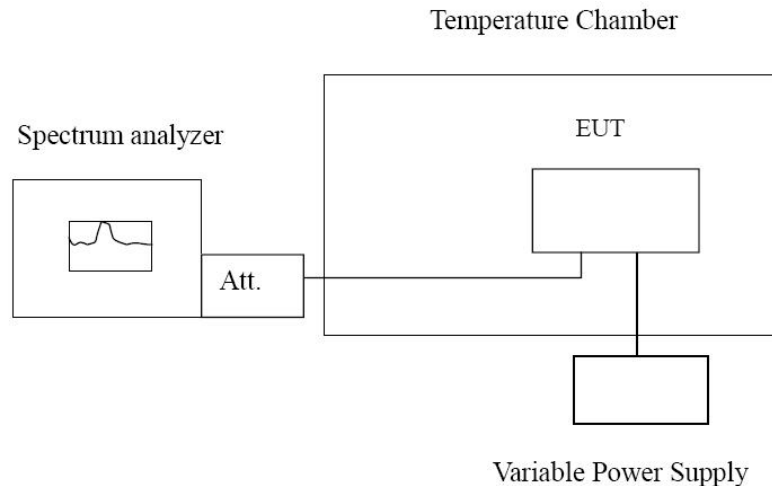 Temperature Chamber
Spectrum analyzer
EUT
Att.
Variable Power Supply